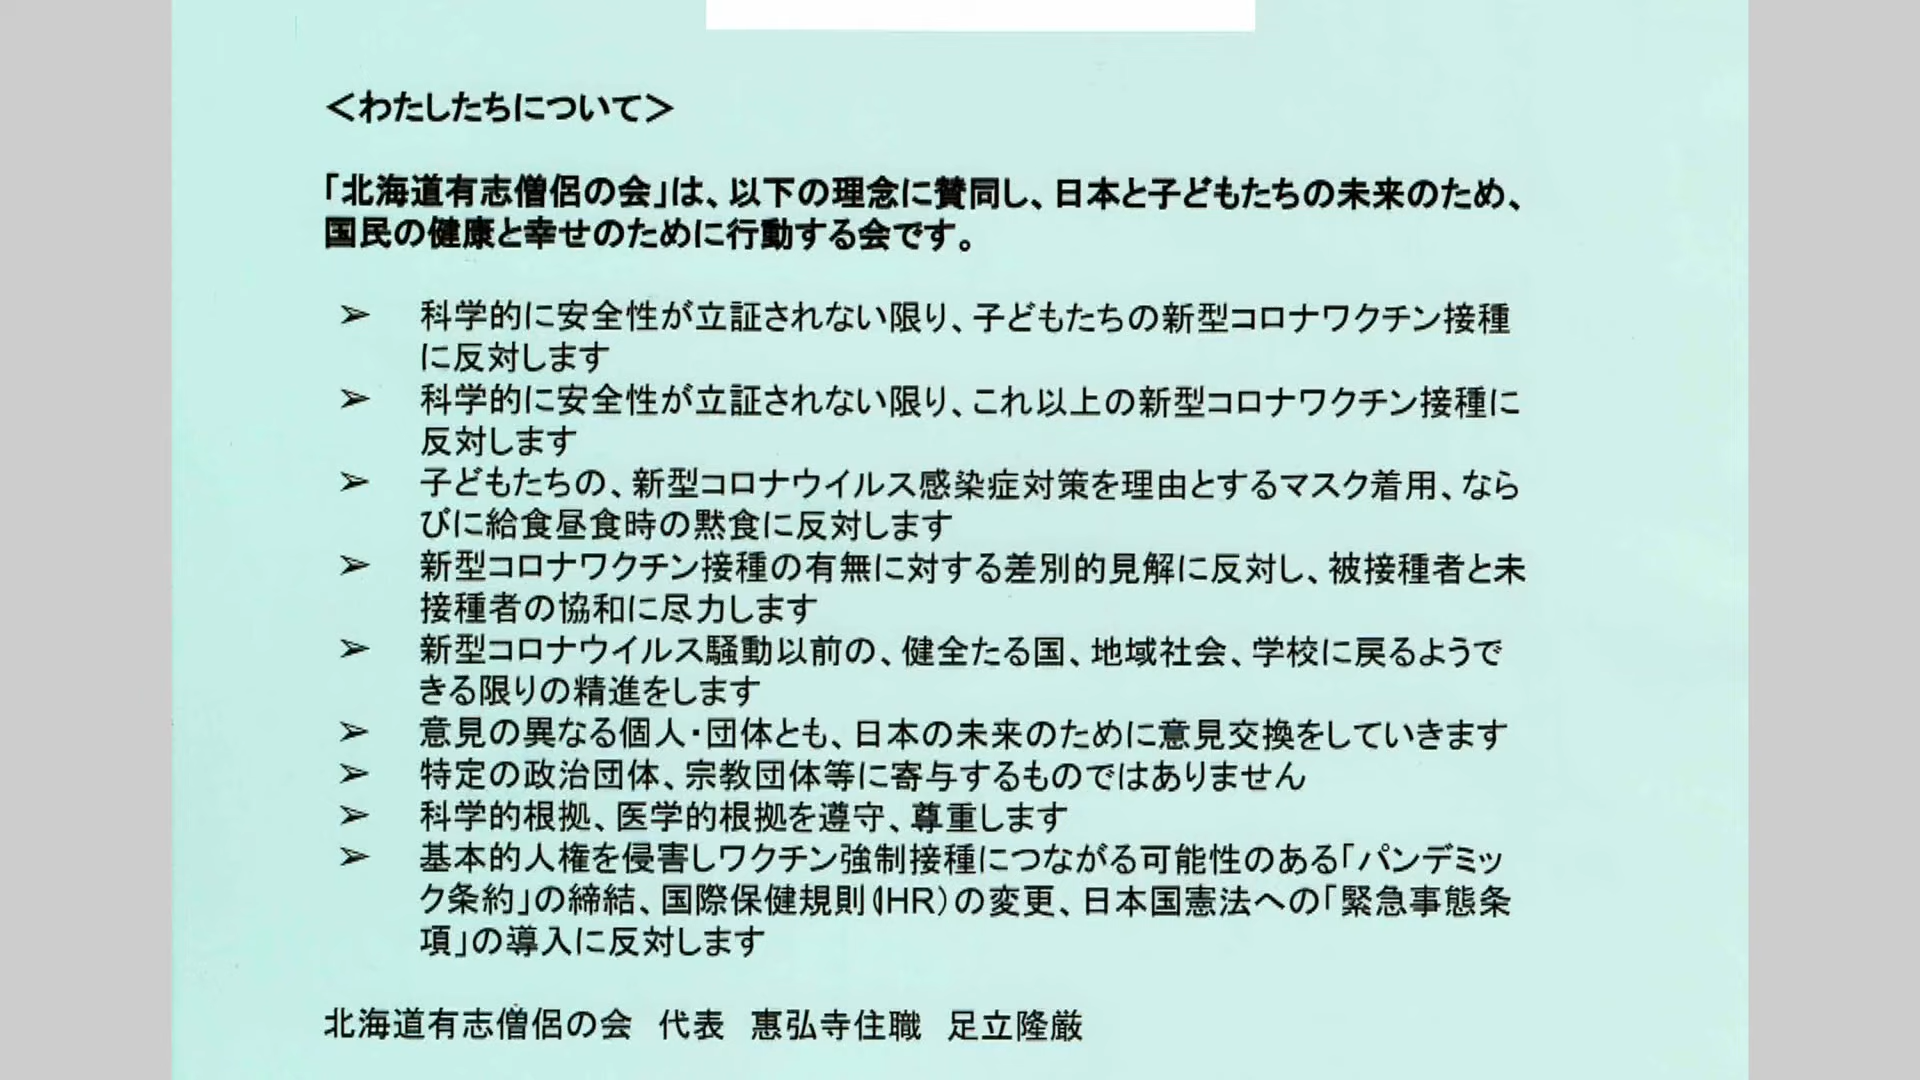 ＜わたしたちについて＞
「北海道有志僧侶の会」は、以下の理念に賛同し、日本と子どもたちの未来のため、
国民の健康と幸せのために行動する会です。
➢ 科学的に安全性が立証されない限り、子どもたちの新型コロナワクチン接種
に反対します
➢ 科学的に安全性が立証されない限り、これ以上の新型コロナワクチン接種に
反対します
➢ 子どもたちの、新型コロナウイルス感染症対策を理由とするマスク着用、なら
びに給食昼食時の黙食に反対します
➢ 新型コロナワクチン接種の有無に対する差別的見解に反対し、被接種者と未
接種者の協和に尽力します
➢ 新型コロナウイルス騒動以前の、健全たる国、地域社会、学校に戻るようで
きる限りの精進をします
➢ 意見の異なる個人・団体とも、日本の未来のために意見交換をしていきます
➢ 特定の政治団体、宗教団体等に寄与するものではありません
➢ 科学的根拠、医学的根拠を遵守、尊重します
➢ 基本的人権を侵害しワクチン強制接種につながる可能性のある「パンデミッ
ク条約」の締結、国際保健規則(IHR)の変更、日本国憲法への「緊急事態条
項」の導入に反対します
北海道有志僧侶の会 代表 惠弘寺住職 足立隆厳